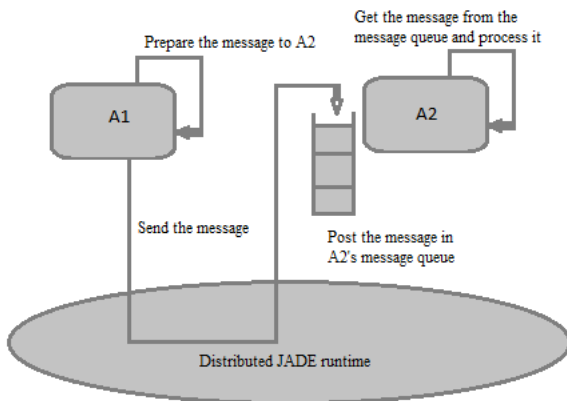 Prepare the message to A2
Get the message from the
message queue and process it
A1
A2
Send the message
Post the message in
A2's message queue
Distributed JADE runtime